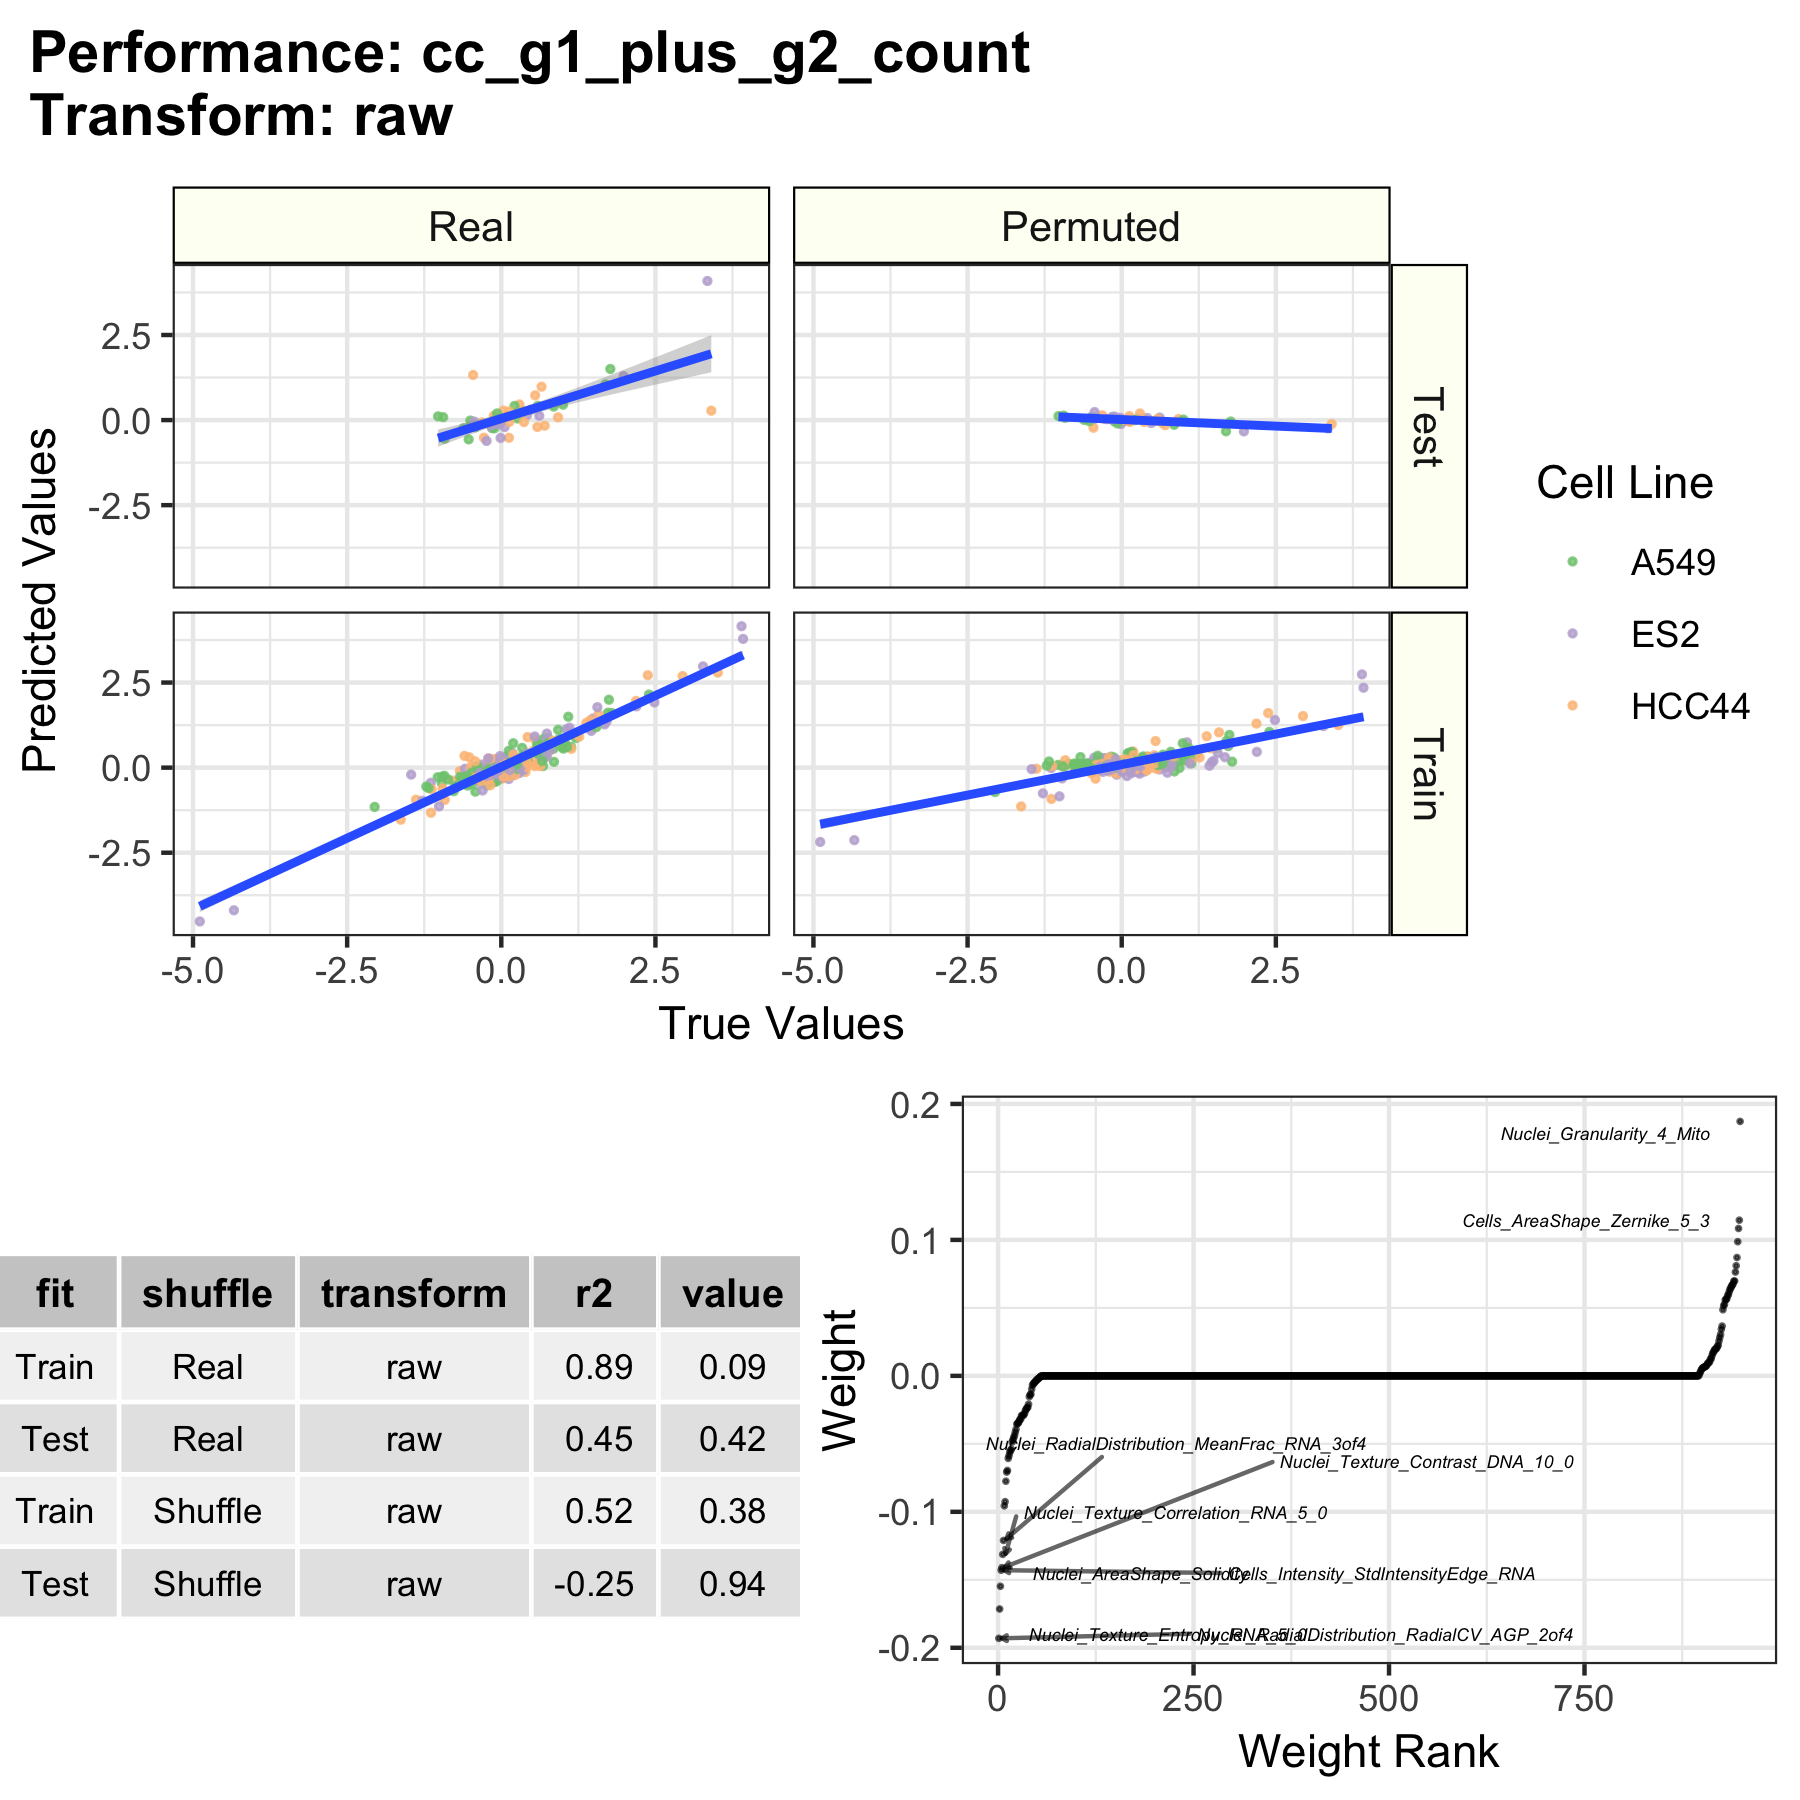 Performance: cc_g1_plus_g2_count
Transform: raw
Real
Permuted
2.5
0.0
-2.5
Test
2.5
0.0
-2.5
Train
-5.0
-2.5
0.0
2.5
-5.0
-2.5
0.0
2.5
True Values
Predicted Values
Cell Line
A549
ES2
HCC44
fit shuffle transform r2 value
Train Real raw 0.89 0.09
Test Real raw 0.45 0.42
Train Shuffle raw 0.52 0.38
Test Shuffle raw -0.25 0.94
Weight
0.2
0.1
0.0
-0.1
-0.2
Nuclei_Granularity_4_Mito
Cells_AreaShape_Zernike_5_3
Nuclei_RadialDistribution_MeanFrac_RNA_3of4
Nuclei_Texture_Contrast_DNA_10_0
Nuclei_Texture_Correlation_RNA_5_0
Nuclei_AreaShape_Solidity
Cells_Intensity_StdIntensityEdge_RNA
Nuclei_Texture_Entropy_RNA_5_0
Nuclei_RadialDistribution_RadialCV_AGP_2of4
0
250
500
750
Weight Rank